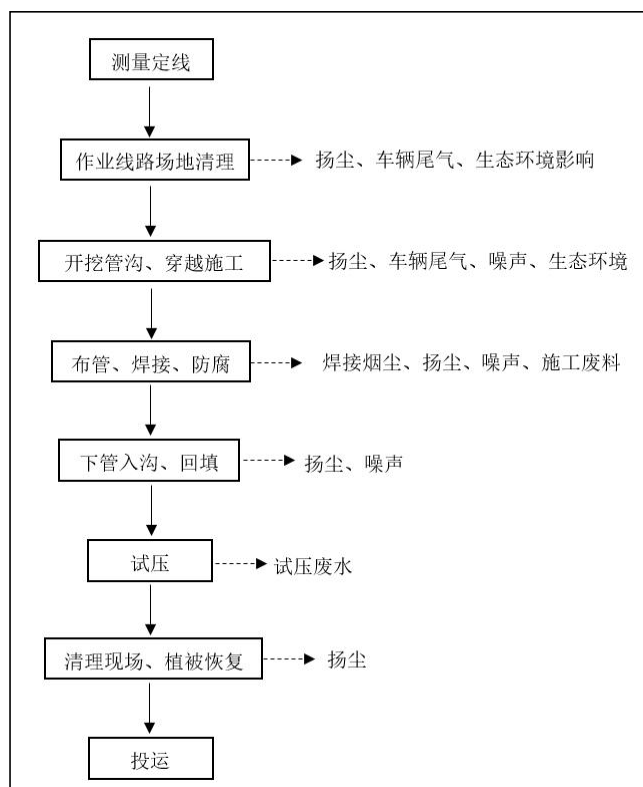 测量定线
作业线路场地清理
扬尘、车辆尾气、生态环境影响
开挖管沟、穿越施工
扬尘、车辆尾气、噪声、生态环境
布管、焊接、防腐
焊接烟尘、扬尘、噪声、施工废料
下管入沟、回填
扬尘、噪声
试压
试压废水
清理现场、植被恢复
扬尘
投运